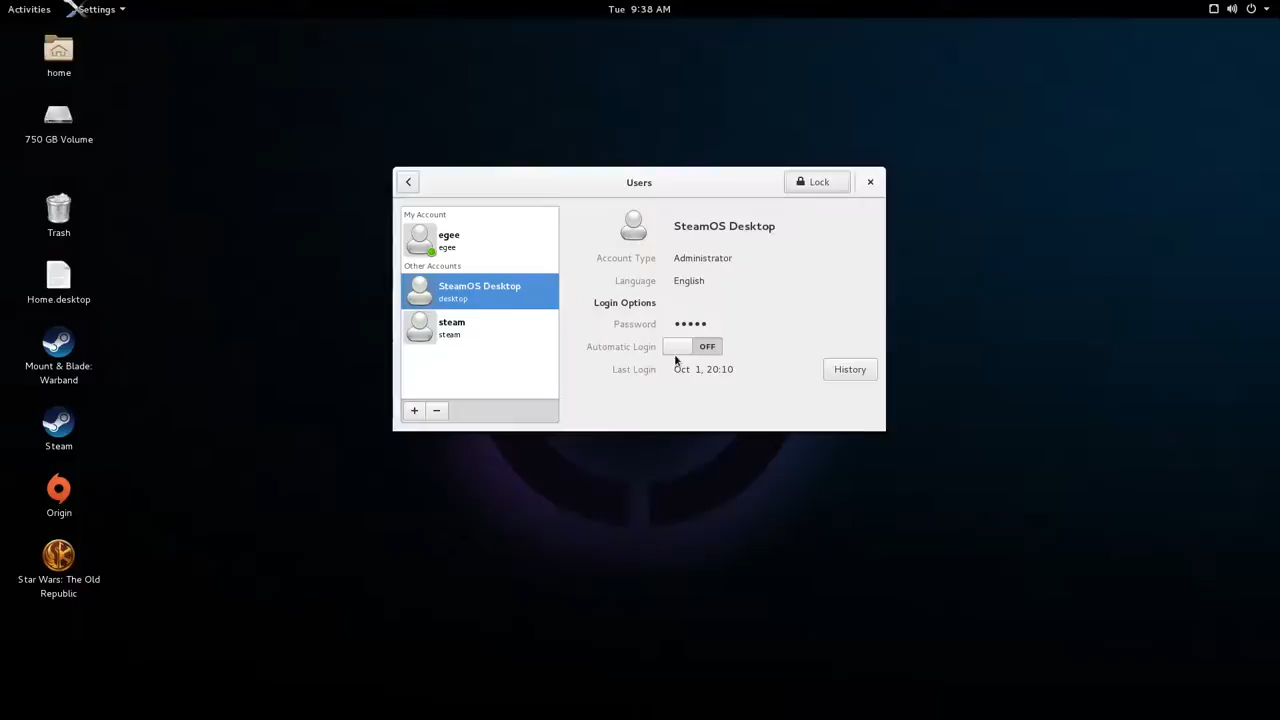 Activities
Settings
Tue 9:38 AM
home
750 GB Volume
Trash
Home.desktop
Mount & Blade:
Warband
Steam
Origin
Star Wars: The Old
Republic
Users
Lock
My Account
egee
egee
Other Accounts
SteamOS Desktop
desktop
steam
steam
SteamOS Desktop
Account Type Administrator
Language English
Login Options
Password •••••
Automatic Login OFF
Last Login Oct 1, 20:10
History